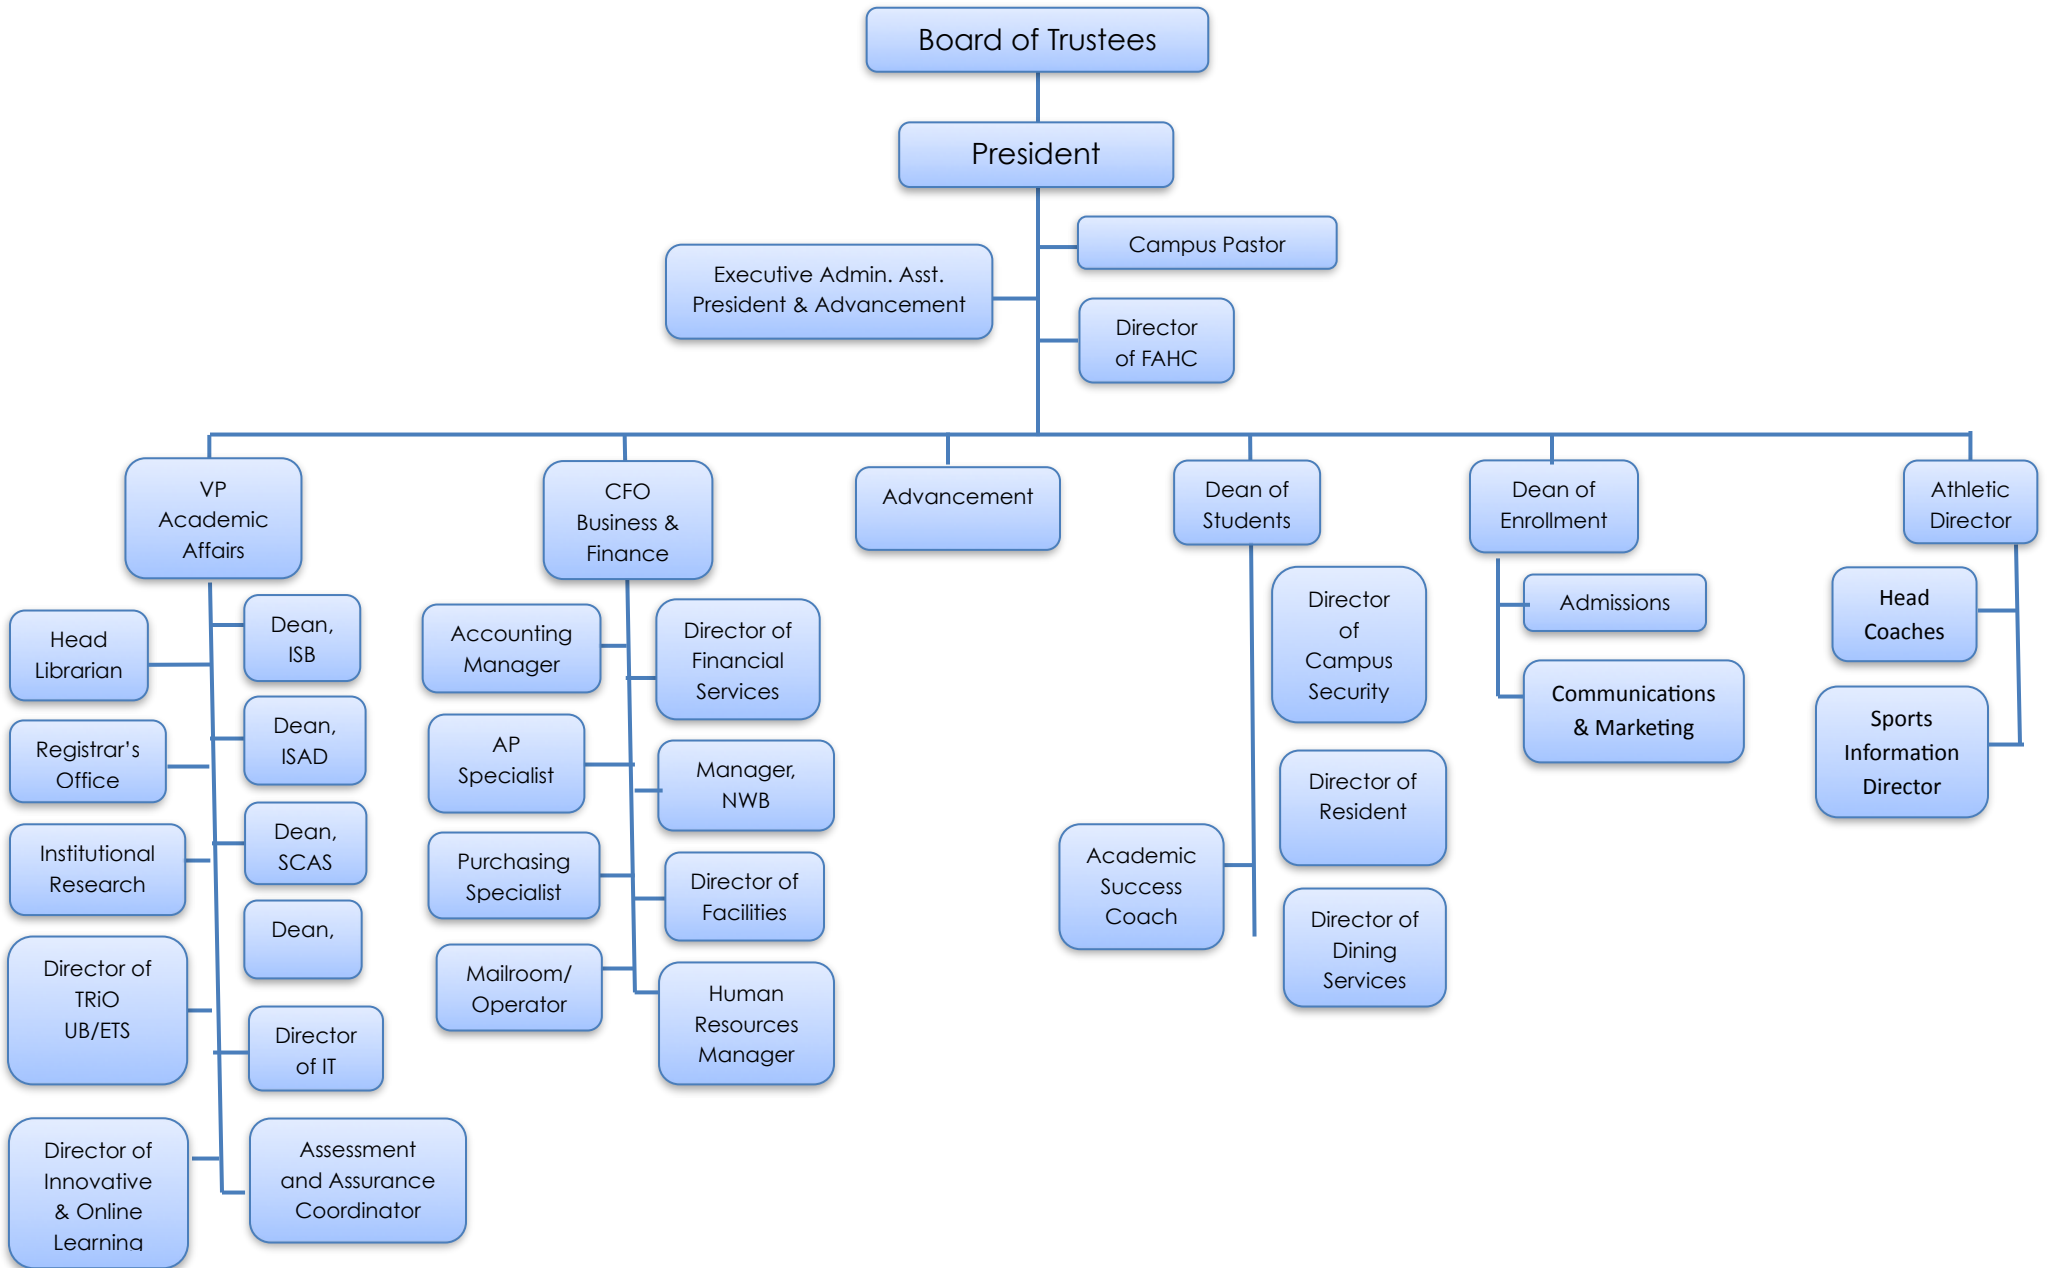 Board of Trustees
President
Campus Pastor
Executive Admin. Asst.
President & Advancement
Director
of FAHC
VP
Academic
Affairs
CFO
Business &
Finance
Advancement
Dean of
Students
Dean of
Enrollment
Athletic
Director
Head
Librarian
Registrar’s
Office
Institutional
Research
Director of
TRiO
UB/ETS
Director of
Innovative
& Online
Learning
Dean,
ISB
Dean,
ISAD
Dean,
SCAS
Dean,
Director
of IT
Assessment
and Assurance
Coordinator
Accounting
Manager
AP
Specialist
Purchasing
Specialist
Mailroom/
Operator
Director of
Financial
Services
Manager,
NWB
Director of
Facilities
Human
Resources
Manager
Academic
Success
Coach
Director
of
Campus
Security
Director of
Resident
Director of
Dining
Services
Admissions
Communications
& Marketing
Head
Coaches
Sports
Information
Director